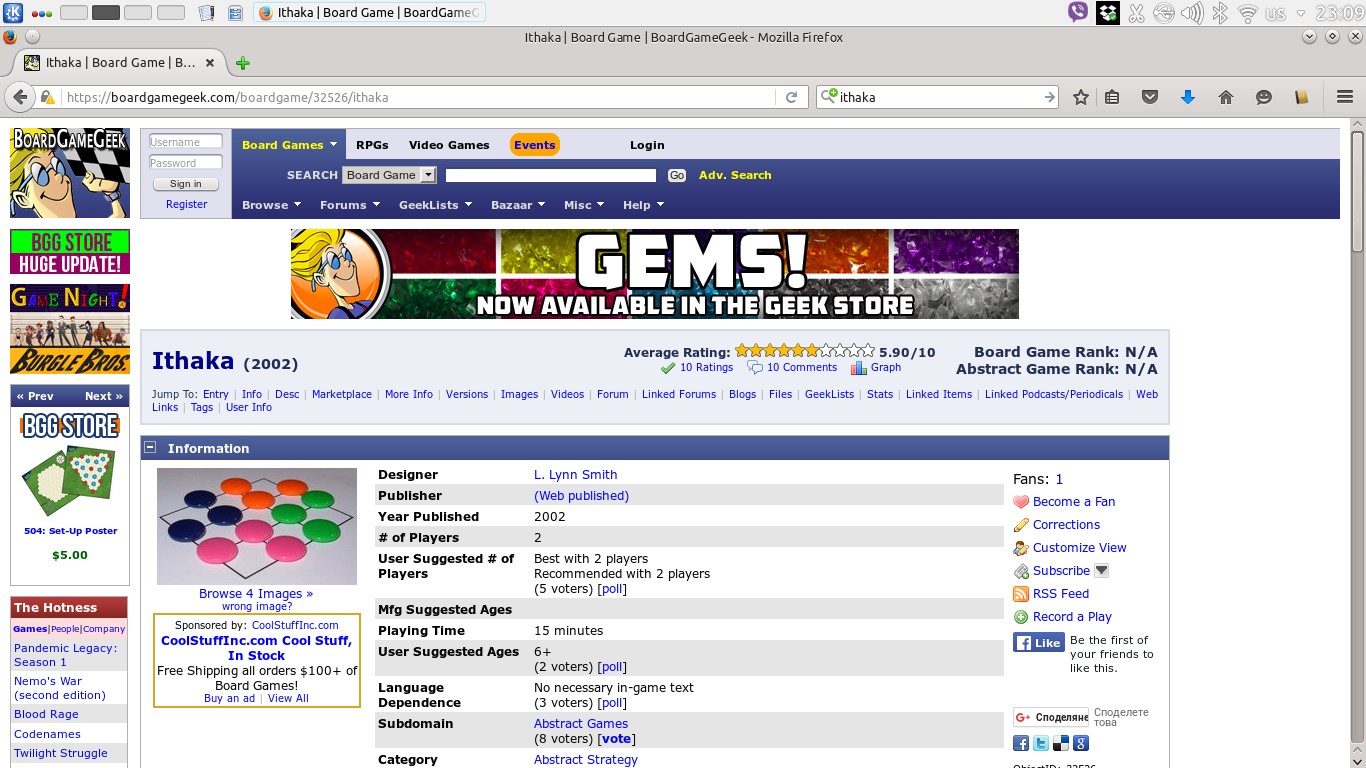 Ithaka | Board Game | BoardGameG
us
23:09
Ithaka | Board Game | BoardGameGeek - Mozilla Firefox
Ithaka | Board Game | B...
https://boardgamegeek.com/boardgame/32526/ithaka
ithaka
BOARDGAMEGEEK
Username
Password
Sign in
Register
Board Games
RPGs
Video Games
Events
Login
SEARCH
Board Game
Go
Adv. Search
Browse
Forums
GeekLists
Bazaar
Misc
Help
BGG STORE
HUGE UPDATE!
GAME NIGHT!
BURGLE BROS.
GEMS!
NOW AVAILABLE IN THE GEEK STORE
Ithaka (2002)
Average Rating: 5.90/10
10 Ratings
10 Comments
Graph
Board Game Rank: N/A
Abstract Game Rank: N/A
Jump To: Entry | Info | Desc | Marketplace | More Info | Versions | Images | Videos | Forum | Linked Forums | Blogs | Files | GeekLists | Stats | Linked Items | Linked Podcasts/Periodicals | Web
Links | Tags | User Info
« Prev
Next »
BGG STORE
504: Set-Up Poster
$5.00
The Hotness
Games|People|Company
Pandemic Legacy:
Season 1
Nemo's War
(second edition)
Blood Rage
Codenames
Twilight Struggle
Information
Browse 4 Images »
wrong image?
Sponsored by: CoolStuffInc.com
CoolStuffInc.com Cool Stuff,
In Stock
Free Shipping all orders $100+ of
Board Games!
Buy an ad | View All
Designer
L. Lynn Smith
Publisher
(Web published)
Year Published
2002
# of Players
2
User Suggested # of
Players
Best with 2 players
Recommended with 2 players
(5 voters) [poll]
Mfg Suggested Ages
Playing Time
15 minutes
User Suggested Ages
6+
(2 voters) [poll]
Language
Dependence
No necessary in-game text
(3 voters) [poll]
Subdomain
Abstract Games
(8 voters) [vote]
Category
Abstract Strategy
Fans: 1
Become a Fan
Corrections
Customize View
Subscribe
RSS Feed
Record a Play
Like
Be the first of
your friends to
like this.
G+ Споделяне
Споделете
това
ObjectID: 32526